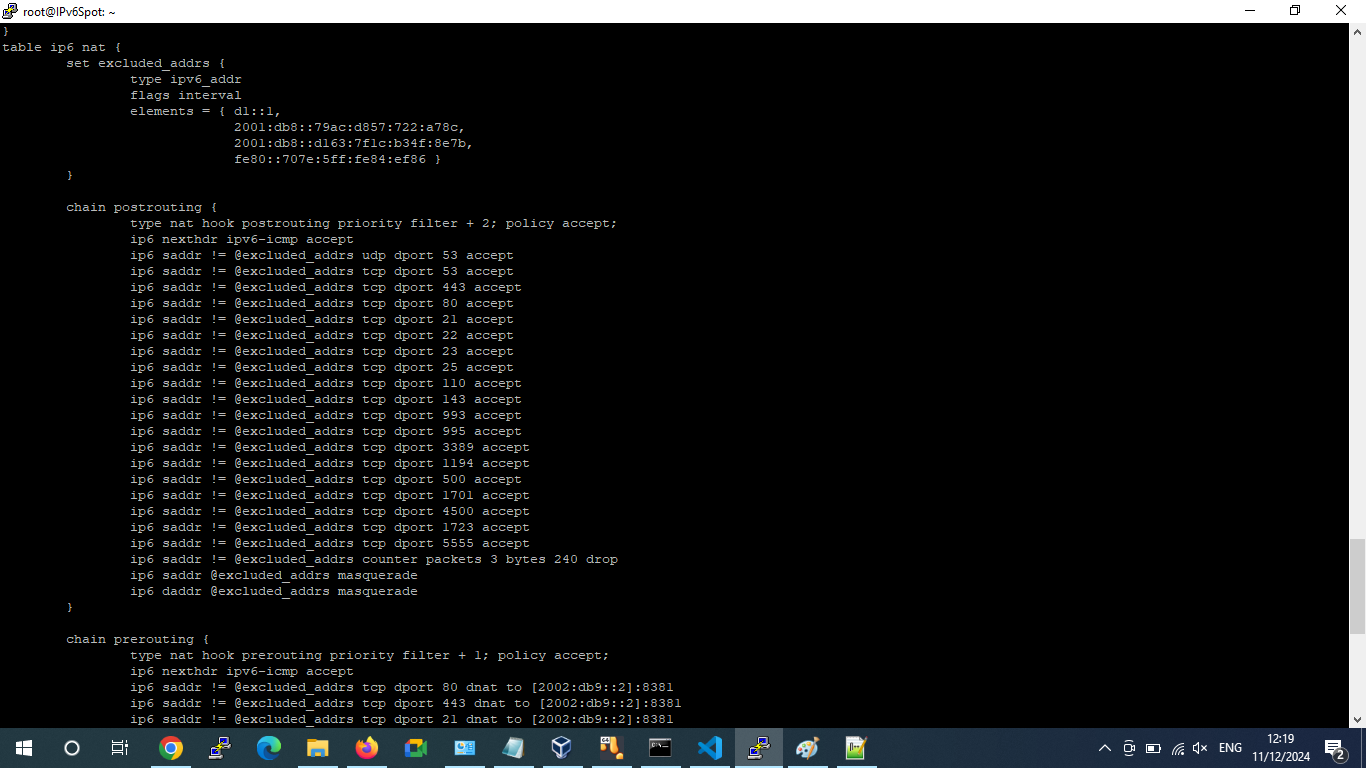 root@IPv6Spot: ~
}
table ip6 nat {
set excluded_addrs {
type ipv6_addr
flags interval
elements = { d1::1,
2001:db8::79ac:d857:722:a78c,
2001:db8::d163:7f1c:b34f:8e7b,
fe80::707e:5ff:fe84:ef86 }
}
chain postrouting {
type nat hook postrouting priority filter + 2; policy accept;
ip6 nexthdr ipv6-icmp accept
ip6 saddr != @excluded_addrs udp dport 53 accept
ip6 saddr != @excluded_addrs tcp dport 53 accept
ip6 saddr != @excluded_addrs tcp dport 443 accept
ip6 saddr != @excluded_addrs tcp dport 80 accept
ip6 saddr != @excluded_addrs tcp dport 21 accept
ip6 saddr != @excluded_addrs tcp dport 22 accept
ip6 saddr != @excluded_addrs tcp dport 23 accept
ip6 saddr != @excluded_addrs tcp dport 25 accept
ip6 saddr != @excluded_addrs tcp dport 110 accept
ip6 saddr != @excluded_addrs tcp dport 143 accept
ip6 saddr != @excluded_addrs tcp dport 993 accept
ip6 saddr != @excluded_addrs tcp dport 995 accept
ip6 saddr != @excluded_addrs tcp dport 3389 accept
ip6 saddr != @excluded_addrs tcp dport 1194 accept
ip6 saddr != @excluded_addrs tcp dport 500 accept
ip6 saddr != @excluded_addrs tcp dport 1701 accept
ip6 saddr != @excluded_addrs tcp dport 4500 accept
ip6 saddr != @excluded_addrs tcp dport 1723 accept
ip6 saddr != @excluded_addrs tcp dport 5555 accept
ip6 saddr != @excluded_addrs counter packets 3 bytes 240 drop
ip6 saddr @excluded_addrs masquerade
ip6 daddr @excluded_addrs masquerade
}
chain prerouting {
type nat hook prerouting priority filter + 1; policy accept;
ip6 nexthdr ipv6-icmp accept
ip6 saddr != @excluded_addrs tcp dport 80 dnat to [2002:db9::2]:8381
ip6 saddr != @excluded_addrs tcp dport 443 dnat to [2002:db9::2]:8381
ip6 saddr != @excluded_addrs tcp dport 21 dnat to [2002:db9::2]:8381
ENG
12:19
11/12/2024
2